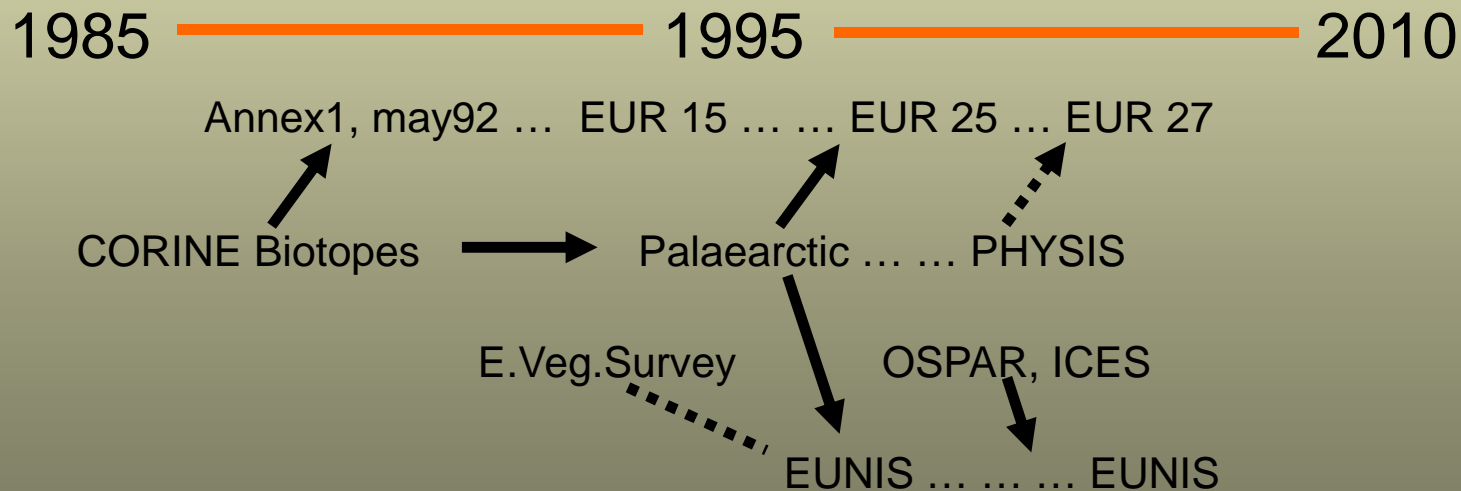 1985 1995 2010
Annex1, may92 … EUR 15 … … EUR 25 … EUR 27
CORINE Biotopes Palaearctic … … PHYSIS
E.Veg.Survey OSPAR, ICES
EUNIS … … … EUNIS